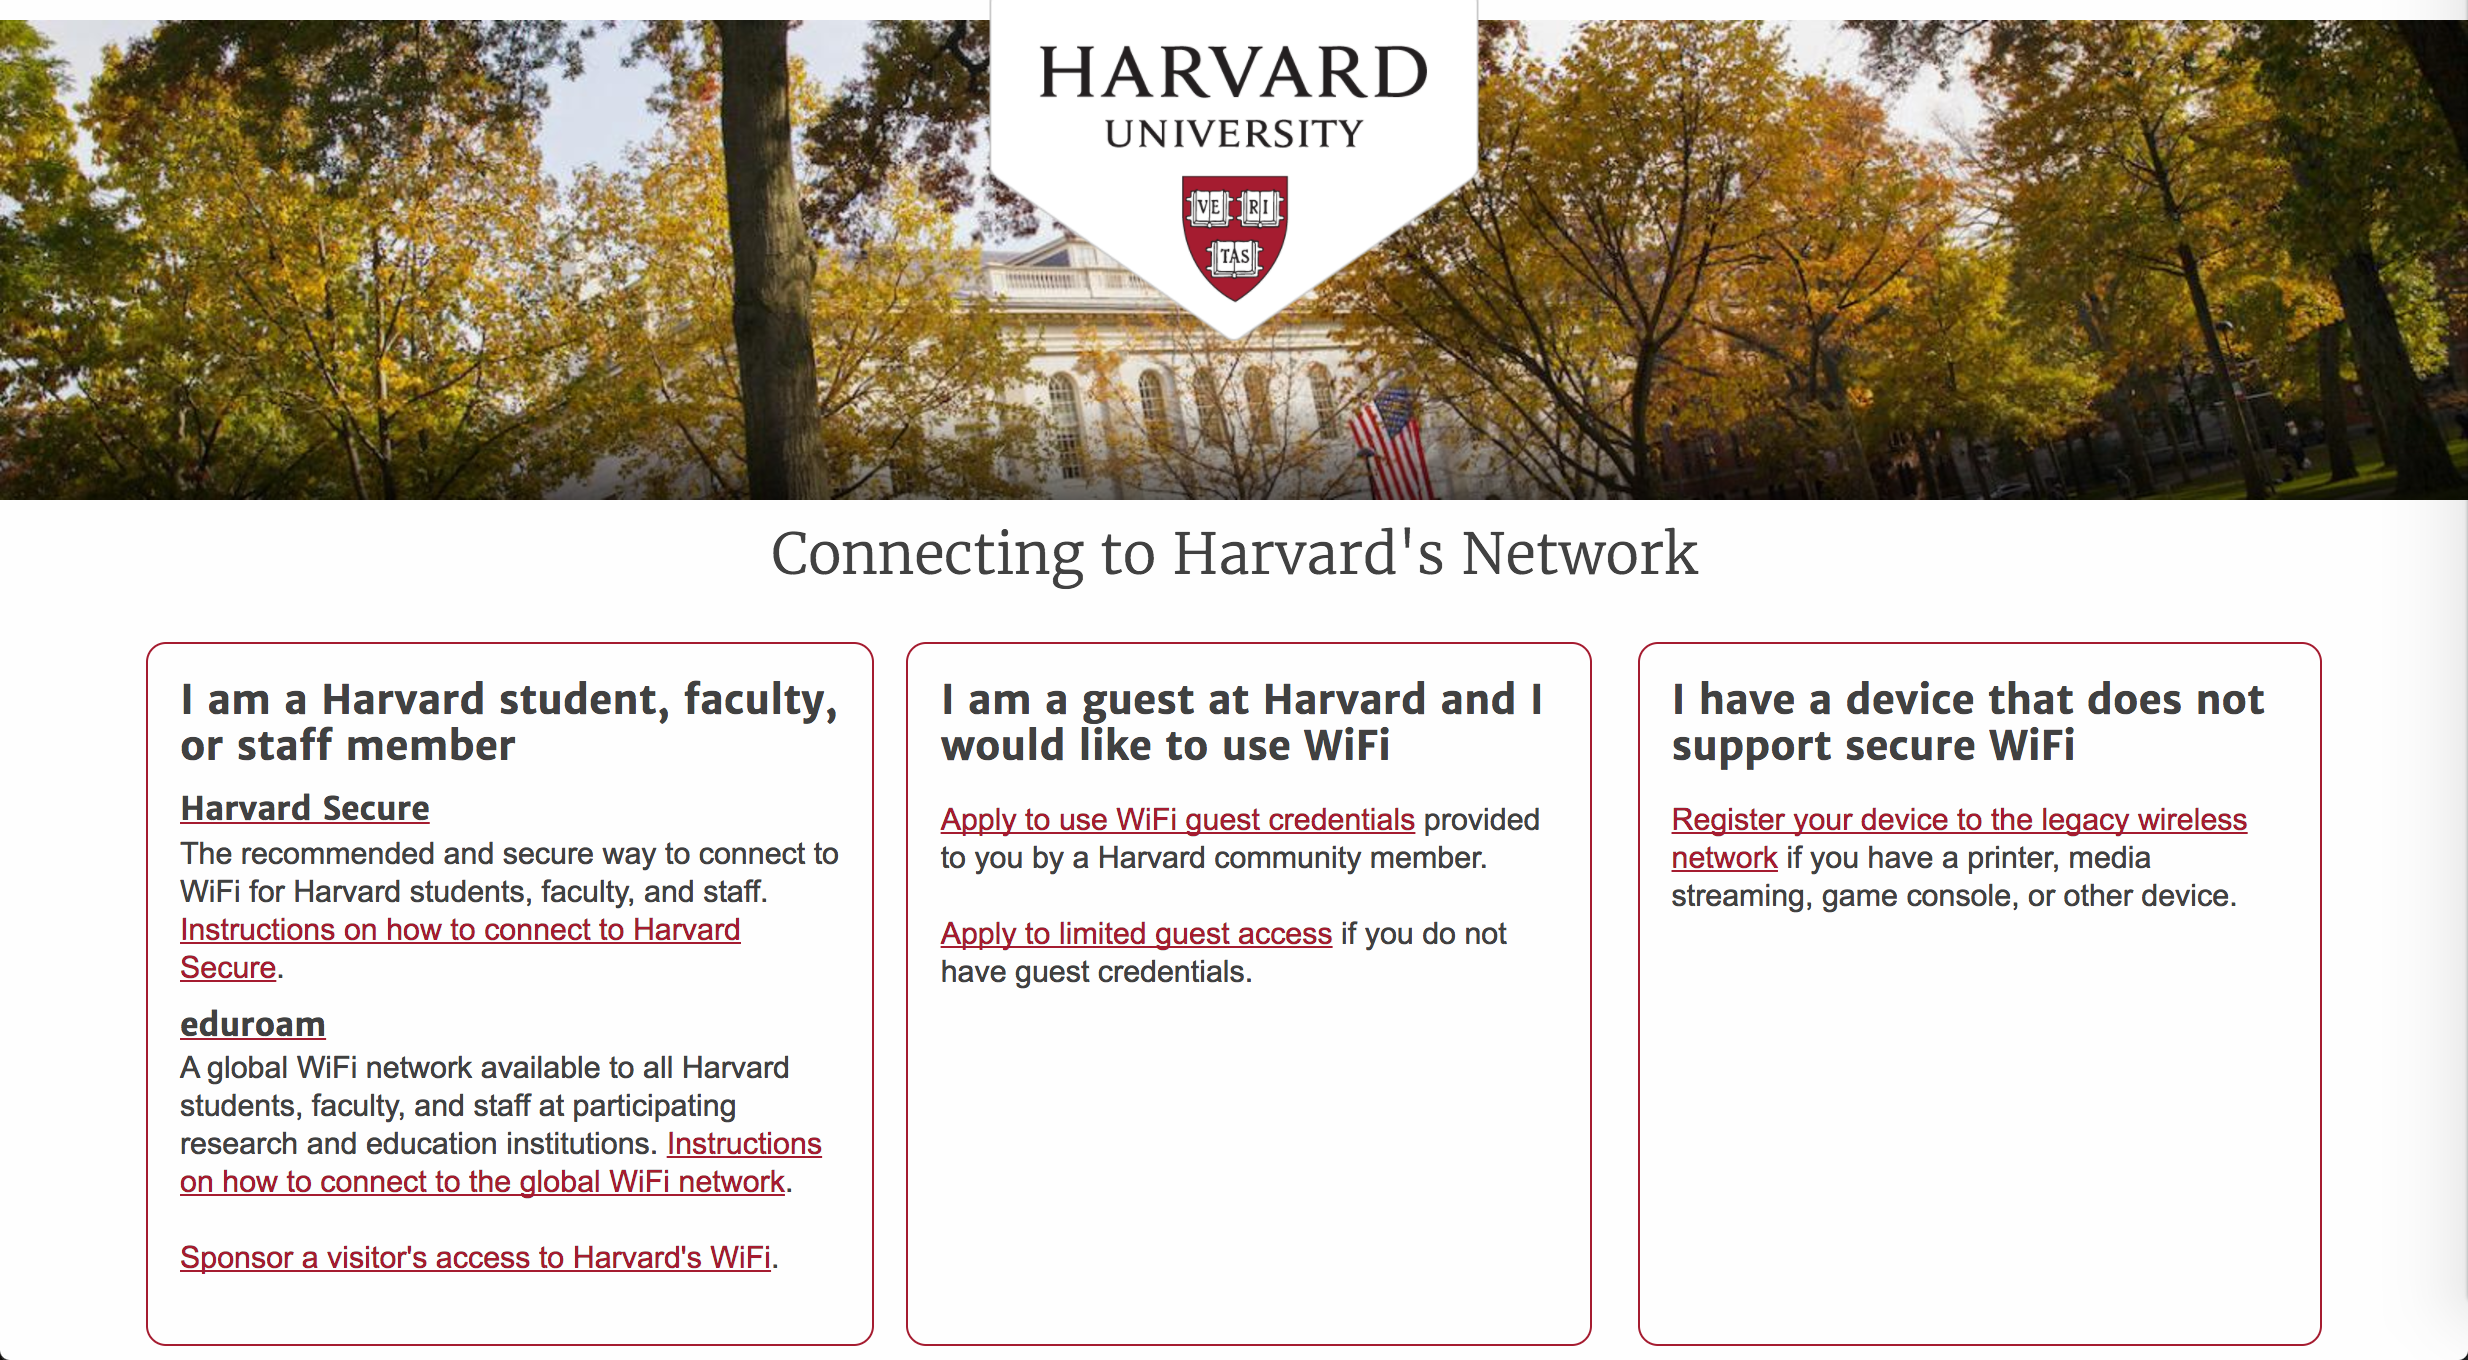 HARVARD
UNIVERSITY
VE RI
TAS
Connecting to Harvard's Network
I am a Harvard student, faculty,
or staff member
Harvard Secure
The recommended and secure way to connect to
WiFi for Harvard students, faculty, and staff.
Instructions on how to connect to Harvard
Secure.
eduroam
A global WiFi network available to all Harvard
students, faculty, and staff at participating
research and education institutions. Instructions
on how to connect to the global WiFi network.
Sponsor a visitor's access to Harvard's WiFi.
I am a guest at Harvard and I
would like to use WiFi
Apply to use WiFi guest credentials provided
to you by a Harvard community member.
Apply to limited guest access if you do not
have guest credentials.
I have a device that does not
support secure WiFi
Register your device to the legacy wireless
network if you have a printer, media
streaming, game console, or other device.